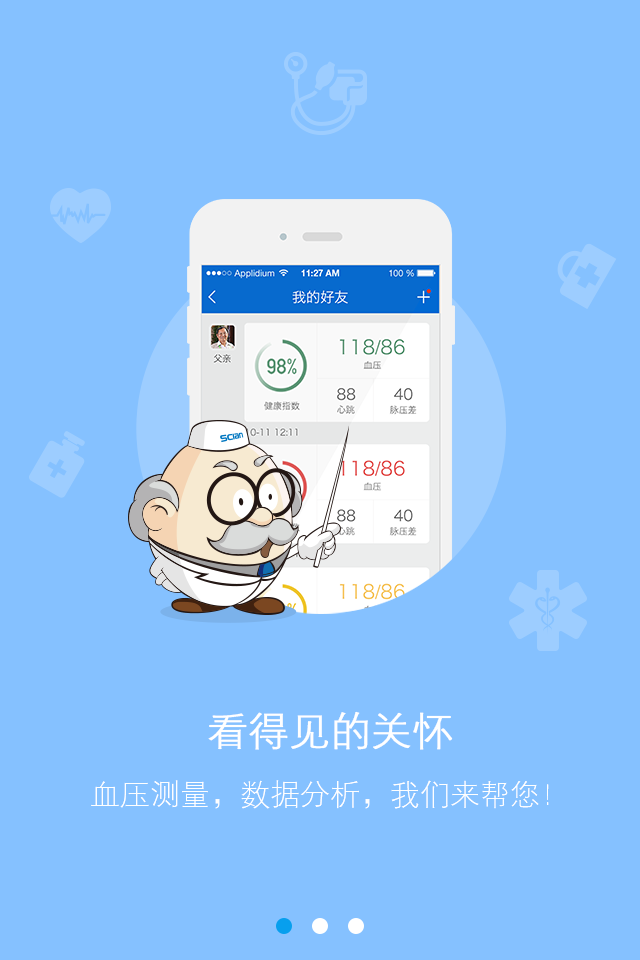 Applidium 11:27 AM 100 %
我的好友
父亲
98%
健康指数
118/86
血压
88 40
心跳 脉压差
0-11 12:11
scian
118/86
血压
88 40
心跳 脉压差
118/86
%
看得见的关怀
血压测量，数据分析，我们来帮您！